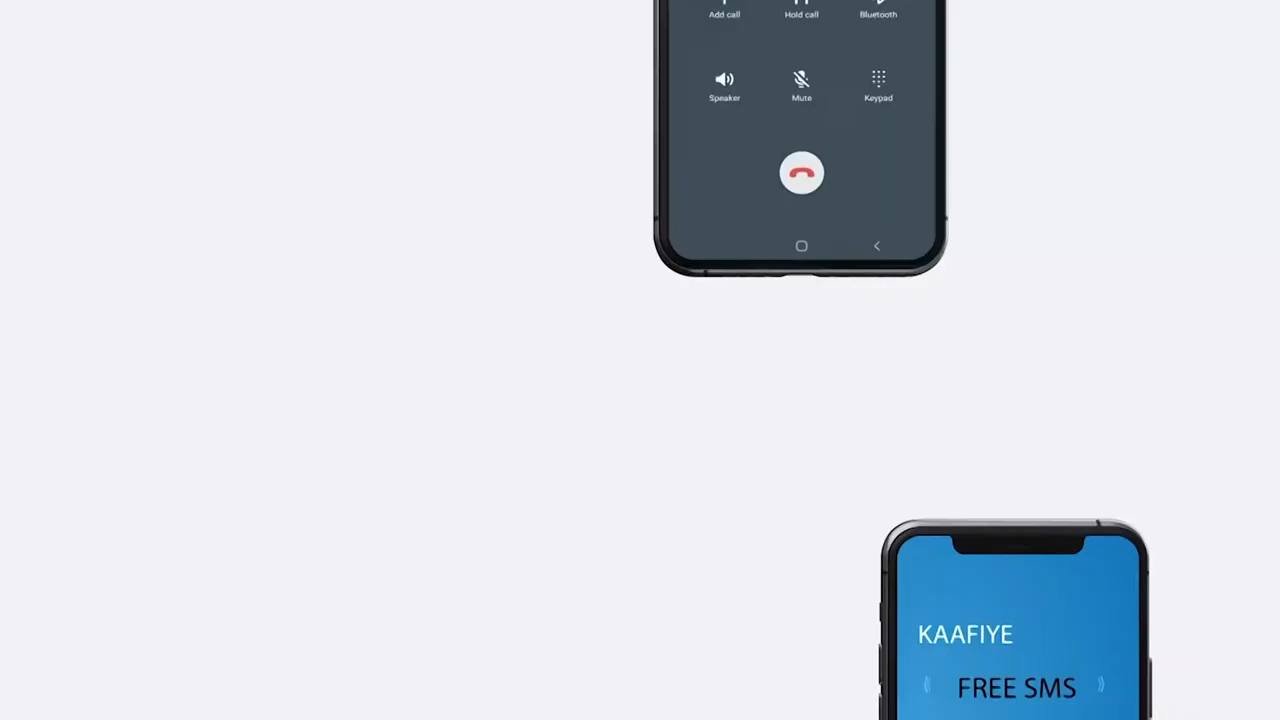 Add call Hold call Bluetooth
Speaker Mute Keypad
KAAFIYE
FREE SMS